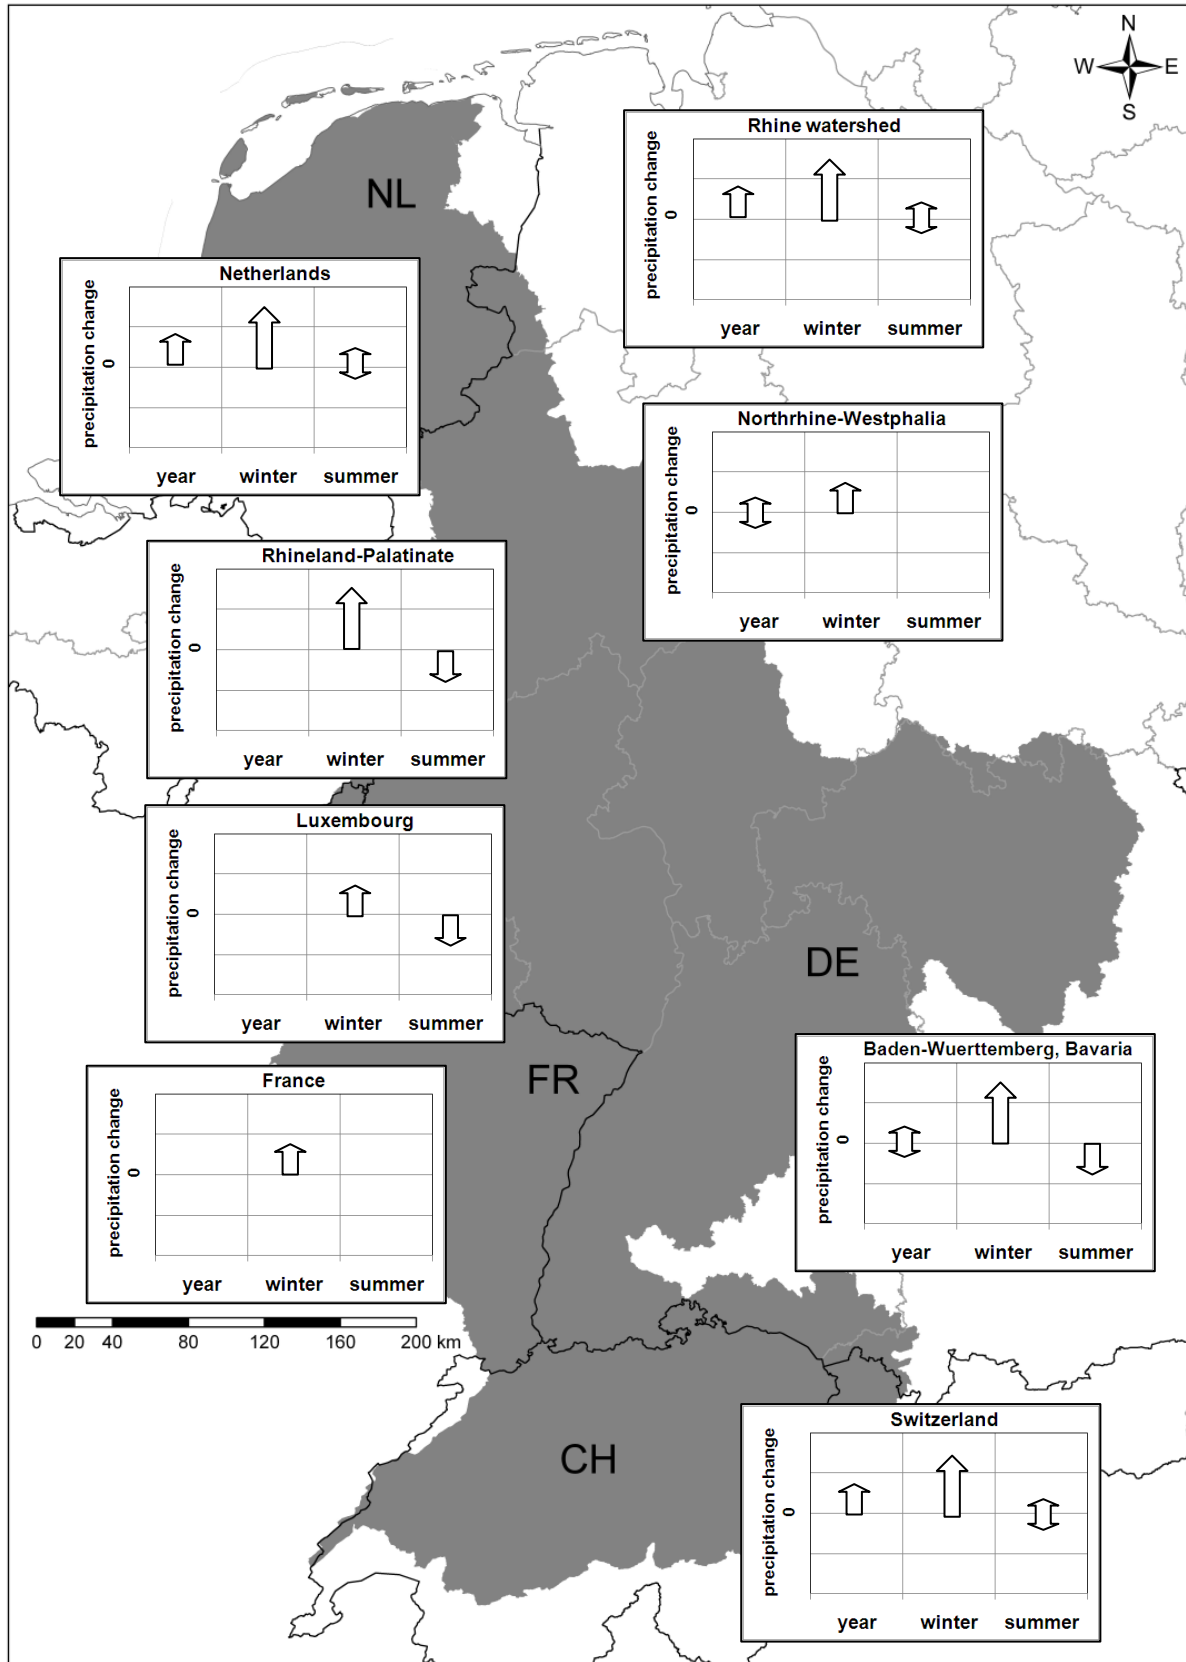 N
W E
S
Rhine watershed
precipitation change
0
year winter summer
NL
Netherlands
precipitation change
0
year winter summer
Northrhine-Westphalia
precipitation change
0
year winter summer
Rhineland-Palatinate
precipitation change
0
year winter summer
Luxembourg
precipitation change
0
year winter summer
DE
FR
Baden-Wuerttemberg, Bavaria
precipitation change
0
year winter summer
France
precipitation change
0
year winter summer
0 20 40 80 120 160 200 km
CH
Switzerland
precipitation change
0
year winter summer